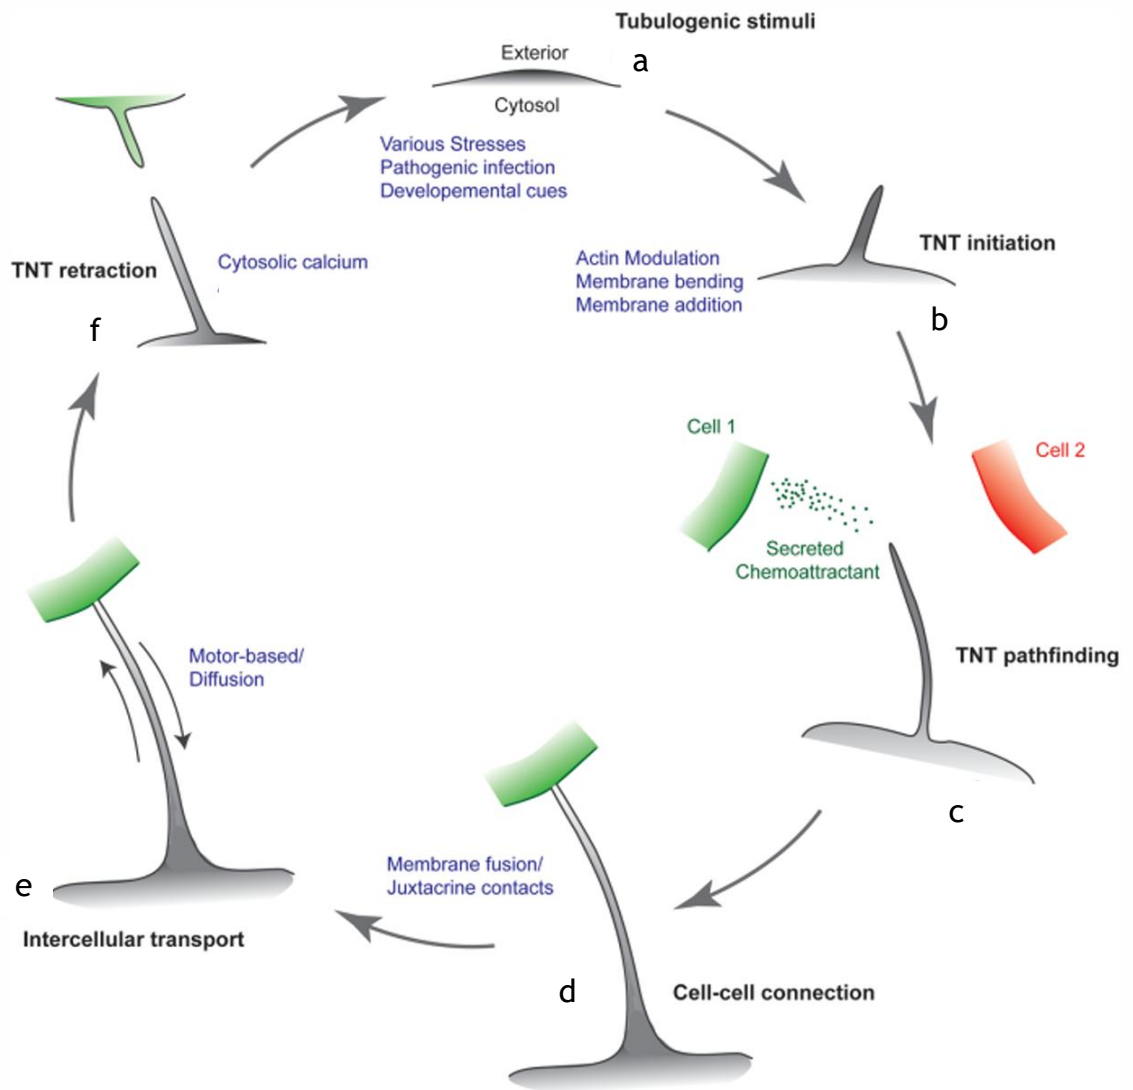 Tubulogenic stimuli
a
Exterior
Cytosol
Various Stresses
Pathogenic infection
Developemental cues
TNT initiation
Actin Modulation
Membrane bending
Membrane addition
b
Cell 1
Cell 2
Secreted
Chemoattractant
TNT pathfinding
c
Cell-cell connection
d
Membrane fusion/
Juxtacrine contacts
Intercellular transport
e
Motor-based/
Diffusion
TNT retraction
Cytosolic calcium
f